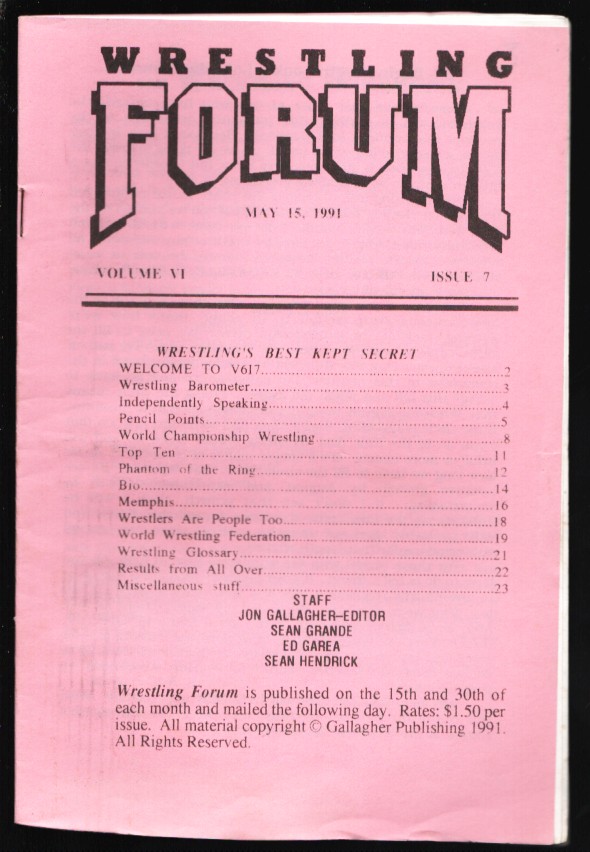 WRESTLING
FORUM
MAY 15, 1991
VOLUME VI ISSUE 7
WRESTLING'S BEST KEPT SECRET
WELCOME TO V6I7 2
Wrestling Barometer 3
Independently Speaking 4
Pencil Points 5
World Championship Wrestling 8
Top Ten 11
Phantom of the Ring 12
Bio 14
Memphis 16
Wrestlers Are People Too 18
World Wrestling Federation 19
Wrestling Glossary 21
Results from All Over 22
Miscellaneous stuff 23
STAFF
JON GALLAGHER–EDITOR
SEAN GRANDE
ED GAREA
SEAN HENDRICK
Wrestling Forum is published on the 15th and 30th of
each month and mailed the following day. Rates: $1.50 per
issue. All material copyright © Gallagher Publishing 1991.
All Rights Reserved.